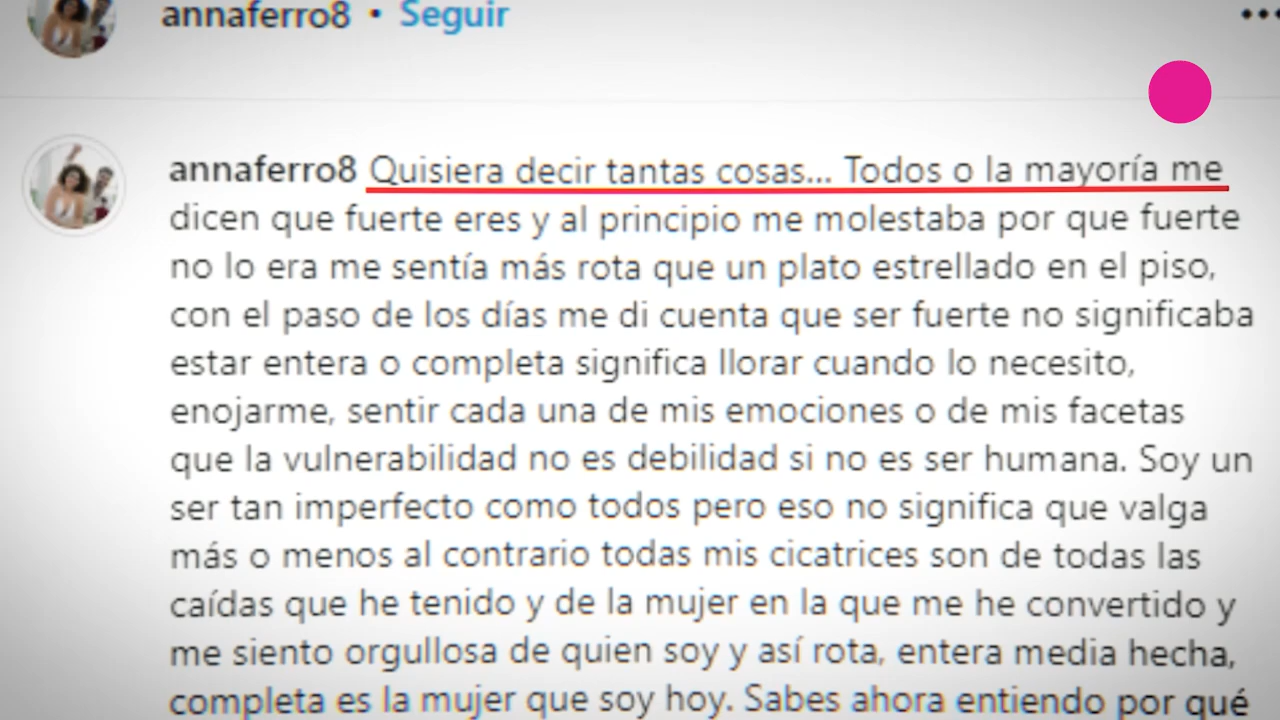 annaferro8 • Seguir
annaferro8 Quisiera decir tantas cosas... Todos o la mayoría me
dicen que fuerte eres y al principio me molestaba por que fuerte
no lo era me sentía más rota que un plato estrellado en el piso,
con el paso de los días me di cuenta que ser fuerte no significaba
estar entera o completa significa llorar cuando lo necesito,
enojarme, sentir cada una de mis emociones o de mis facetas
que la vulnerabilidad no es debilidad si no es ser humana. Soy un
ser tan imperfecto como todos pero eso no significa que valga
más o menos al contrario todas mis cicatrices son de todas las
caídas que he tenido y de la mujer en la que me he convertido y
me siento orgullosa de quien soy y así rota, entera media hecha,
completa es la mujer que soy hoy. Sabes ahora entiendo por qué